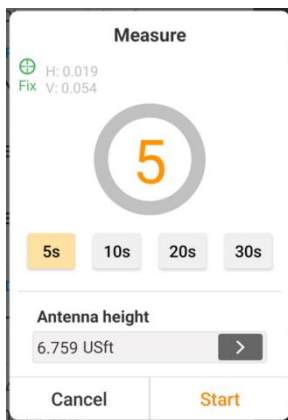 Measure
H: 0.019
Fix V: 0.054
5
5s 10s 20s 30s
Antenna height
6.759 USft
Cancel Start